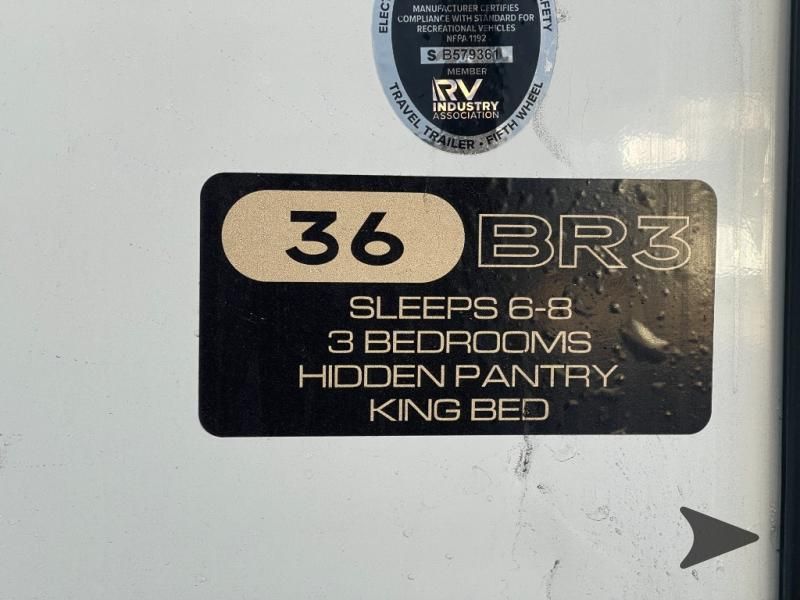 MANUFACTURER CERTIFIES
COMPLIANCE WITH STANDARD FOR
RECREATIONAL VEHICLES
NFPA 1192
S B579361
MEMBER
RV
INDUSTRY
ASSOCIATION
TRAVEL TRAILER • FIFTH WHEEL
36 BR3
SLEEPS 6-8
3 BEDROOMS
HIDDEN PANTRY
KING BED